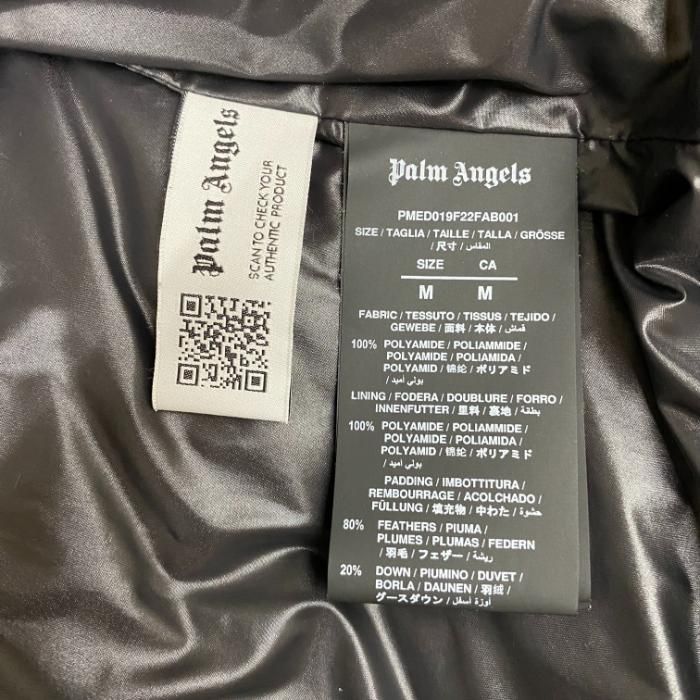 Palm Angels
SCAN TO CHECK YOUR
AUTHENTIC PRODUCT
Palm Angels
PMED019F22FAB001
SIZE / TAGLIA / TAILLE / TALLA / GRÖSSE
/ 尺寸 / المقاس
SIZE CA
M M
FABRIC / TESSUTO / TISSUS / TEJIDO /
GEWEBE / 面料 / 本体 / قماش
100% POLYAMIDE / POLIAMMIDE /
POLYAMIDE / POLIAMIDA /
POLYAMID / 锦纶 / ポリアミド
/ بولي أميد
LINING / FODERA / DOUBLURE / FORRO /
INNENFUTTER / 里料 / 裏地 / بطانة
100% POLYAMIDE / POLIAMMIDE /
POLYAMIDE / POLIAMIDA /
POLYAMID / 锦纶 / ポリアミド
/ بولي أميد
PADDING / IMBOTTITURA /
REMBOURRAGE / ACOLCHADO /
FÜLLUNG / 填充物 / 中わた / حشوة
80% FEATHERS / PIUMA /
PLUMES / PLUMAS / FEDERN
/ 羽毛 / フェザー / ريشة
20% DOWN / PIUMINO / DUVET /
BORLA / DAUNEN / 羽绒 /
グースダウン / أوزة أسفل